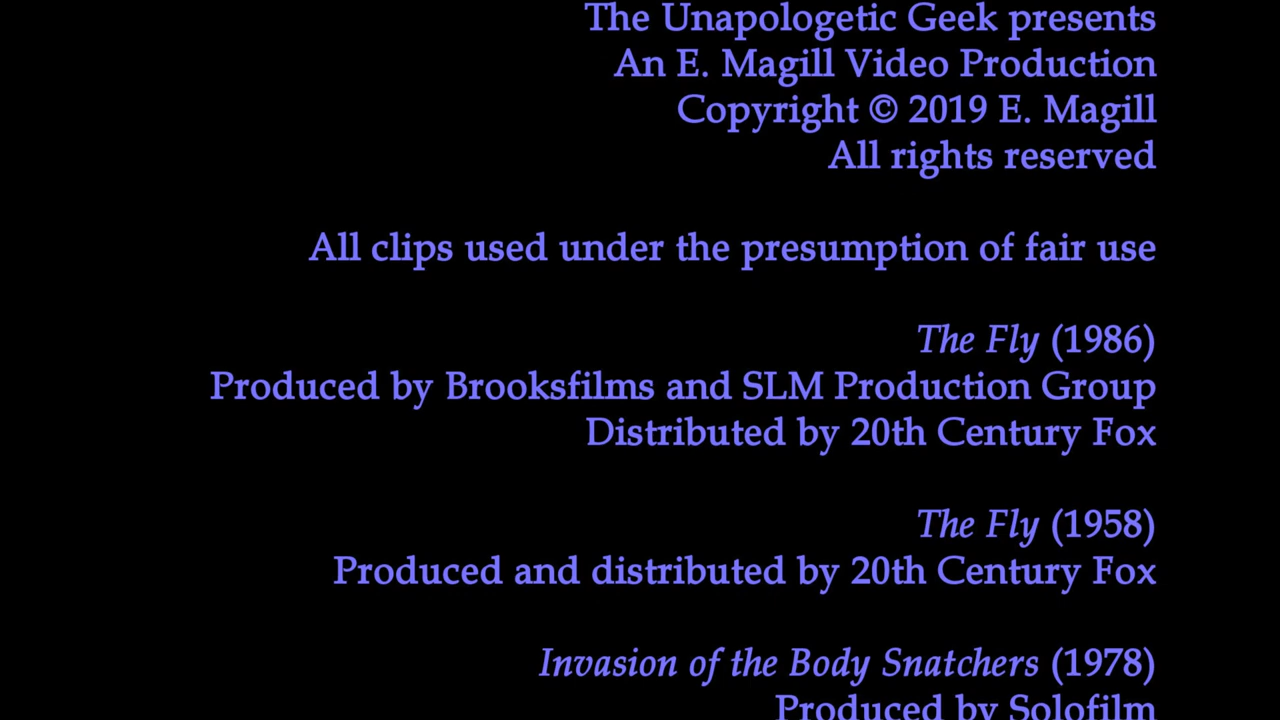 The Unapologetic Geek presents
An E. Magill Video Production
Copyright © 2019 E. Magill
All rights reserved
All clips used under the presumption of fair use
The Fly (1986)
Produced by Brooksfilms and SLM Production Group
Distributed by 20th Century Fox
The Fly (1958)
Produced and distributed by 20th Century Fox
Invasion of the Body Snatchers (1978)
Produced by Solofilm